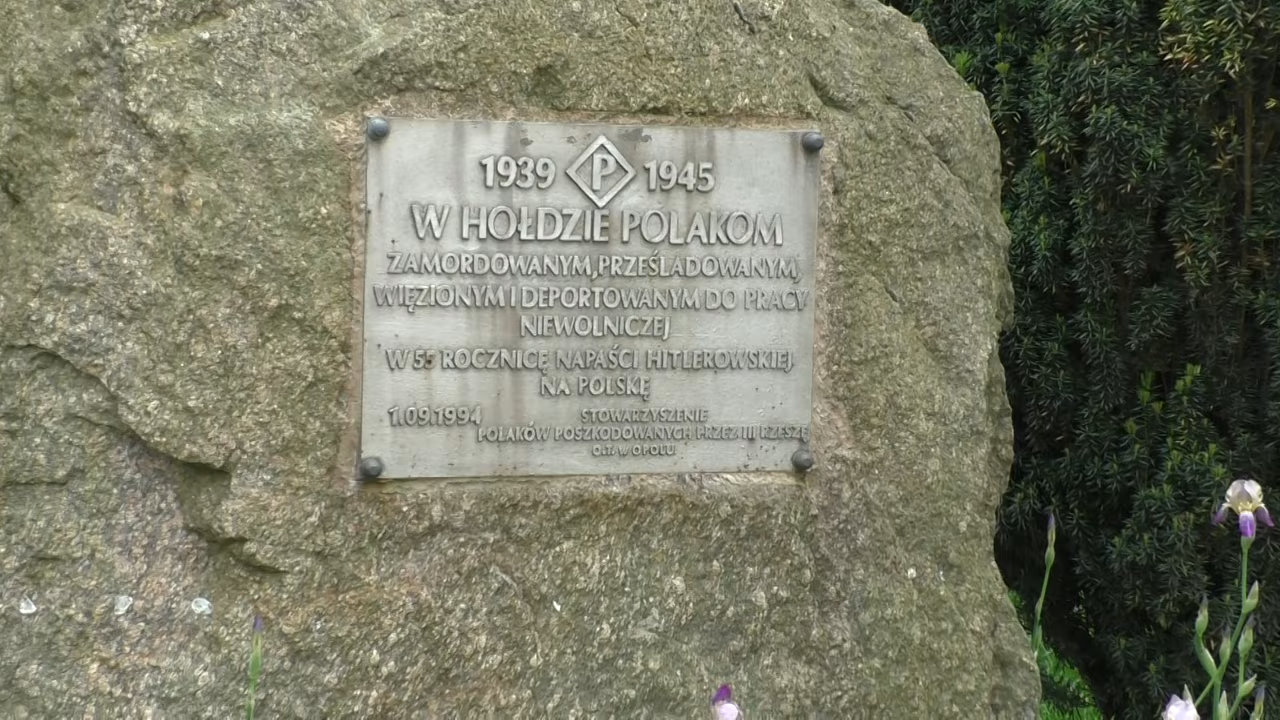 1939 P 1945
W HOŁDZIE POLAKOM
ZAMORDOWANYM, PRZEŚLADOWANYM,
WIĘZIONYM I DEPORTOWANYM DO PRACY
NIEWOLNICZEJ
W 55 ROCZNICĘ NAPAŚCI HITLEROWSKIEJ
NA POLSKĘ
1.09.1994 STOWARZYSZENIE
POLAKÓW POSZKODOWANYCH PRZEZ III RZESZĘ
W OPOLU